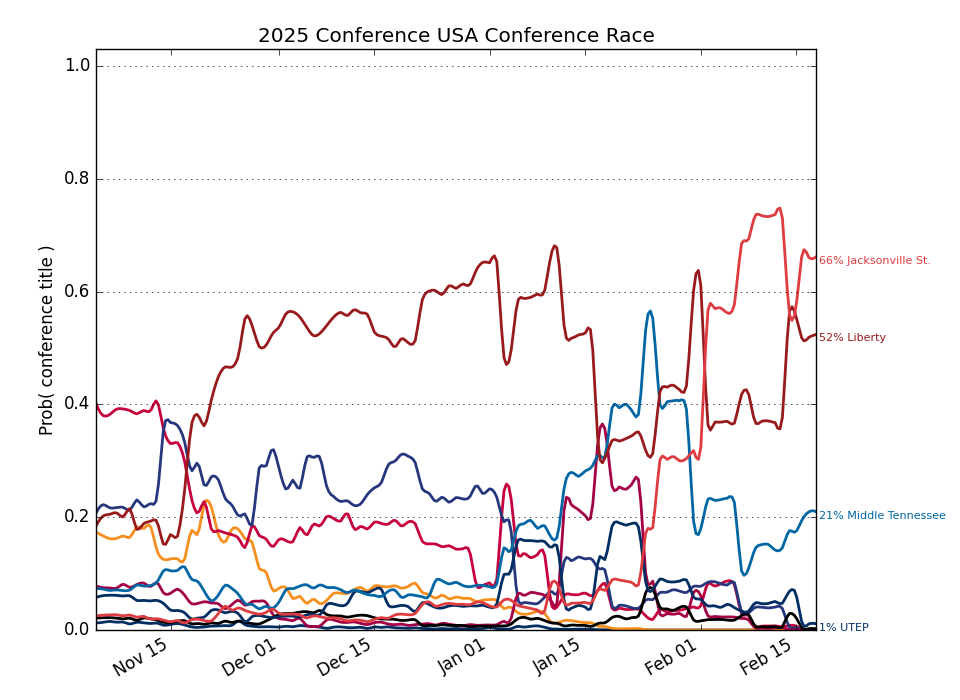 2025 Conference USA Conference Race
Prob( conference title )
1.0
0.8
0.6
0.4
0.2
0.0
66% Jacksonville St.
52% Liberty
21% Middle Tennessee
1% UTEP
Nov 15
Dec 01
Dec 15
Jan 01
Jan 15
Feb 01
Feb 15